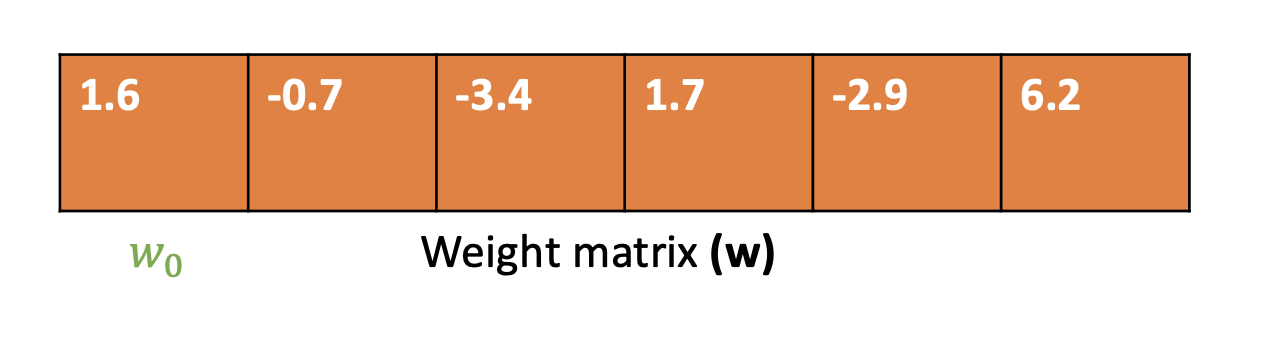 1.6 -0.7 -3.4 1.7 -2.9 6.2
w₀ Weight matrix (w)